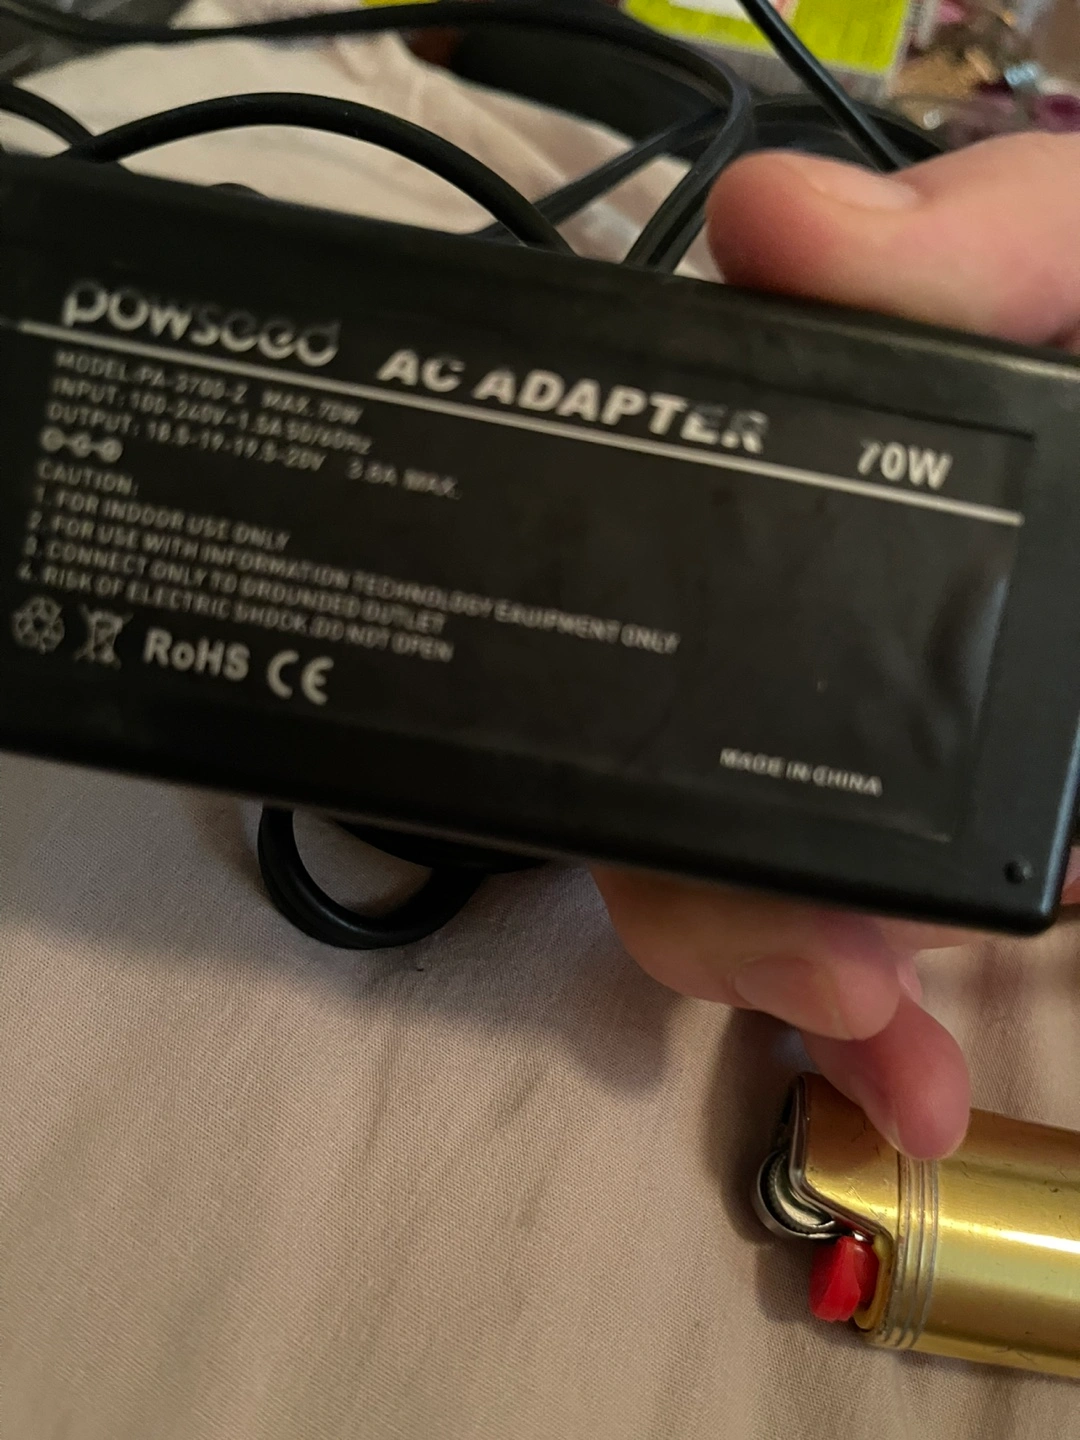 powseed AC ADAPTER 70W
MODEL:PA-3700-2 MAX.70W
INPUT: 100-240V~1.5A 50/60Hz
OUTPUT: 18.5-19-19.5-20V 3.8A MAX.
CAUTION:
1. FOR INDOOR USE ONLY
2. FOR USE WITH INFORMATION TECHNOLOGY EQUIPMENT ONLY
3. CONNECT ONLY TO GROUNDED OUTLET
4. RISK OF ELECTRIC SHOCK,DO NOT OPEN
RoHS CE
MADE IN CHINA